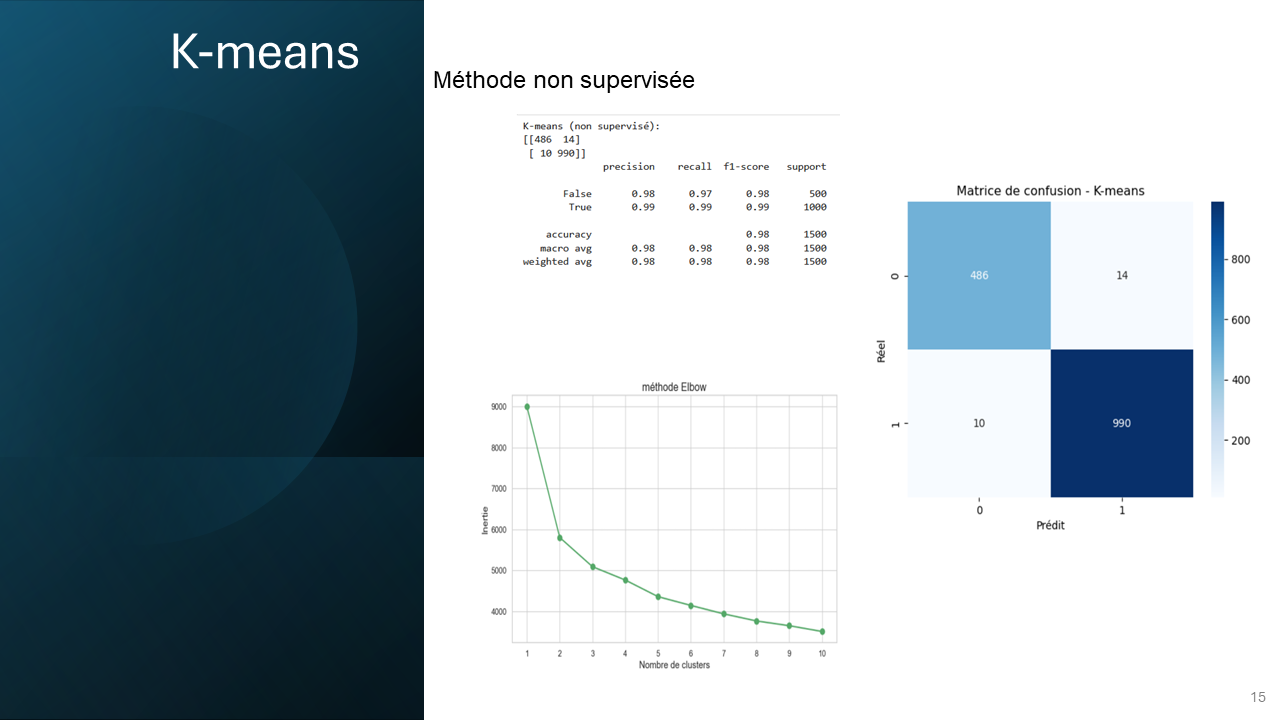 K-means
Méthode non supervisée
K-means (non supervisé):
[[486 14]
[ 10 990]]
precision recall f1-score support
False 0.98 0.97 0.98 500
True 0.99 0.99 0.99 1000
accuracy 0.98 1500
macro avg 0.98 0.98 0.98 1500
weighted avg 0.98 0.98 0.98 1500
Matrice de confusion - K-means
486 14
10 990
0
1
Réel
0 1
Prédit
800
600
400
200
méthode Elbow
9000
8000
7000
6000
5000
4000
Inertie
1 2 3 4 5 6 7 8 9 10
Nombre de clusters
15